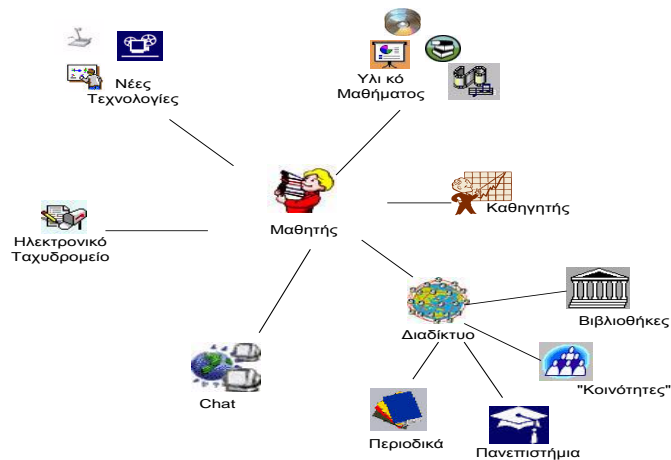 Νέες
Τεχνολογίες
Υλι κό
Μαθήματος
Μαθητής
Καθηγητής
Ηλεκτρονικό
Ταχυδρομείο
Διαδίκτυο
Βιβλιοθήκες
"Κοινότητες"
Chat
Περιοδικά
Πανεπιστήμια